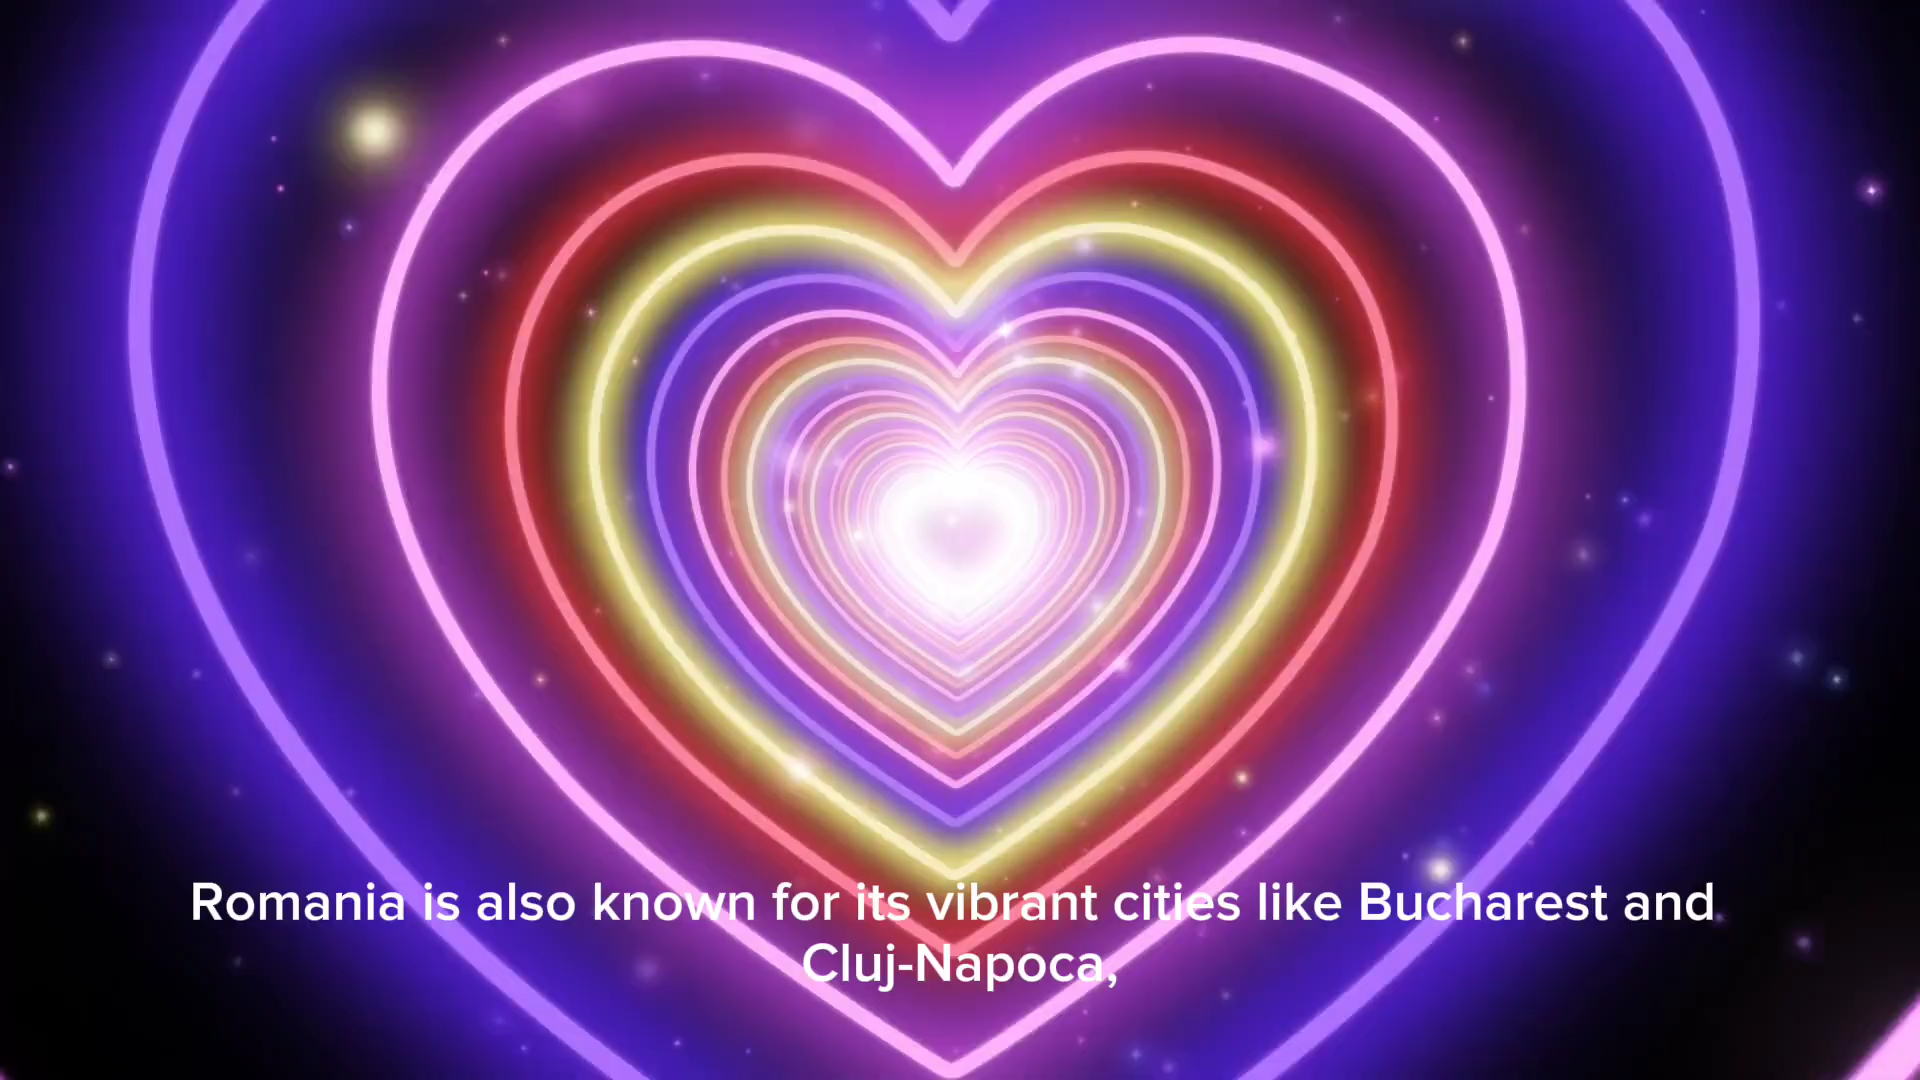 Romania is also known for its vibrant cities like Bucharest and
Cluj-Napoca,